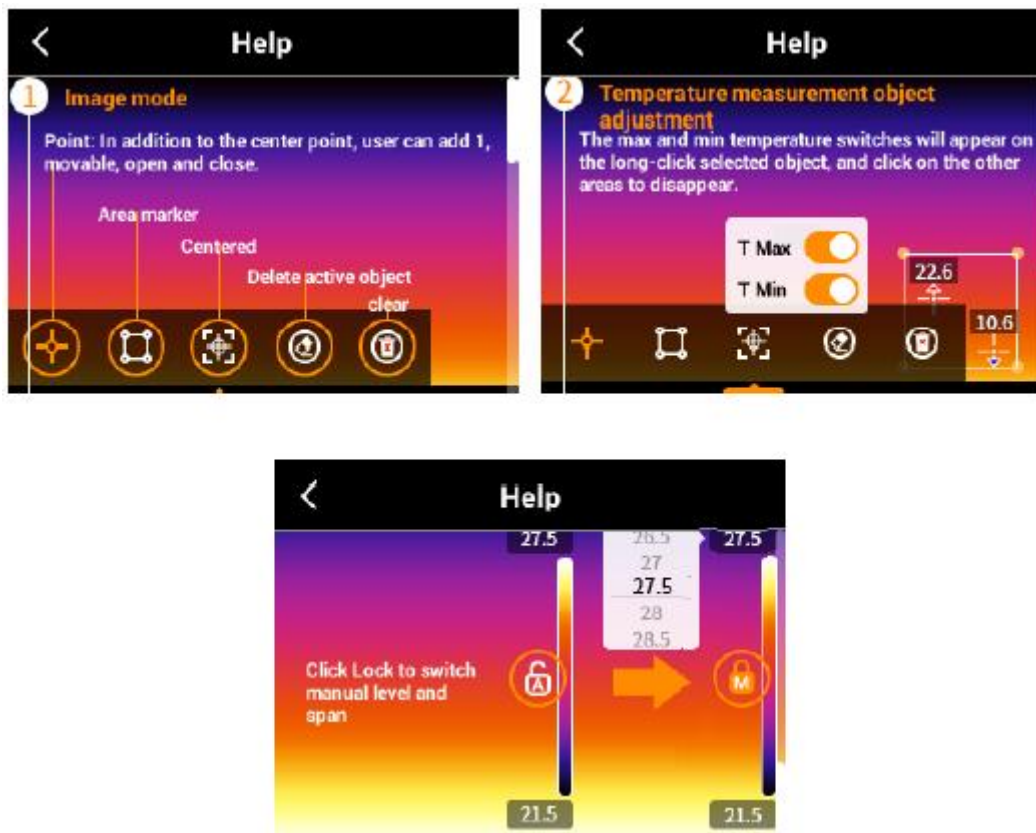 Help
1
Image mode
Point: In addition to the center point, user can add 1,
movable, open and close.
Area marker
Centered
Delete active object
clear
Help
2
Temperature measurement object
adjustment
The max and min temperature switches will appear on
the long-click selected object, and click on the other
areas to disappear.
T Max
T Min
22.6
10.6
Help
27.5
26.5
27
27.5
28
28.5
27.5
Click Lock to switch
manual level and
span
A
M
21.5
21.5